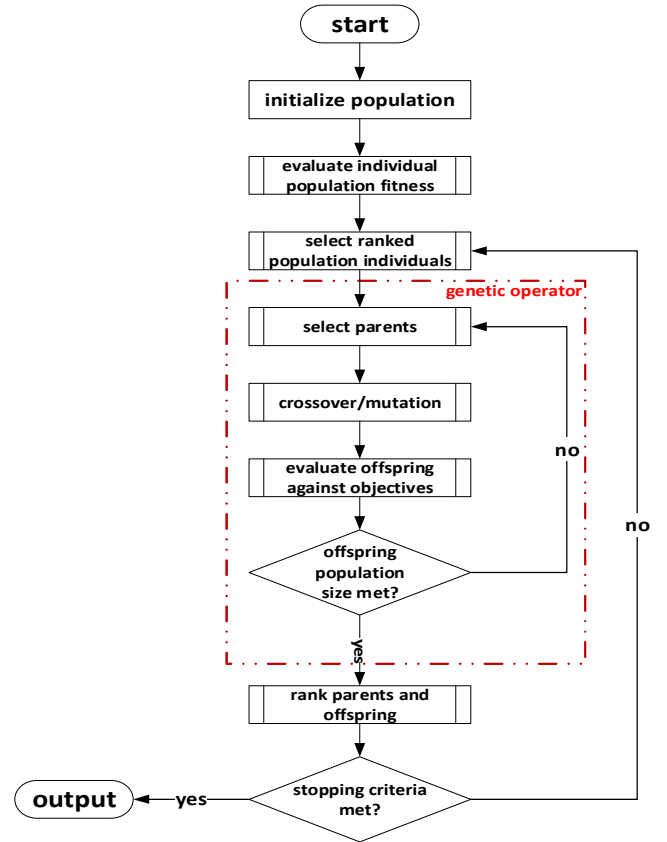 start
initialize population
evaluate individual
population fitness
select ranked
population individuals
genetic operator
select parents
crossover/mutation
evaluate offspring
against objectives
no
no
offspring
population
size met?
yes
rank parents and
offspring
stopping criteria
met?
yes
output